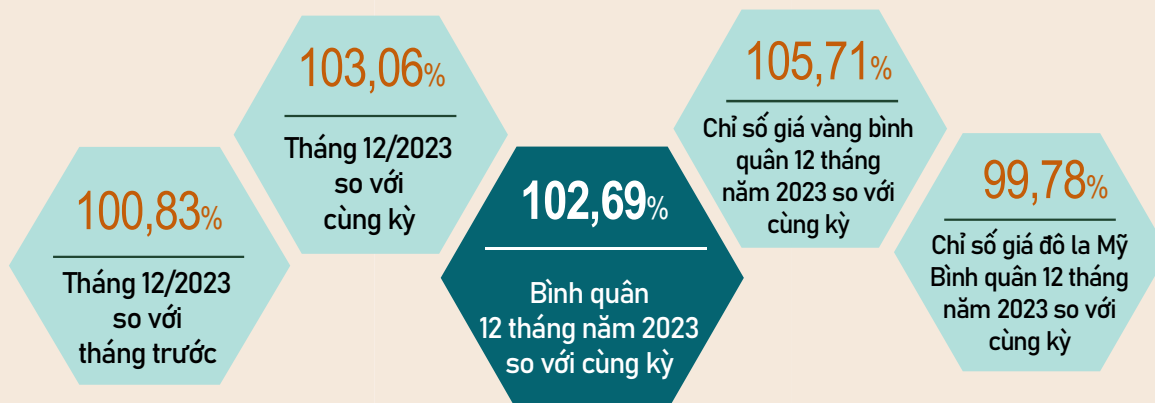 100,83%
Tháng 12/2023
so với
tháng trước
103,06%
Tháng 12/2023
so với
cùng kỳ
102,69%
Bình quân
12 tháng năm 2023
so với cùng kỳ
105,71%
Chỉ số giá vàng bình
quân 12 tháng
năm 2023 so với
cùng kỳ
99,78%
Chỉ số giá đô la Mỹ
Bình quân 12 tháng
năm 2023 so với
cùng kỳ